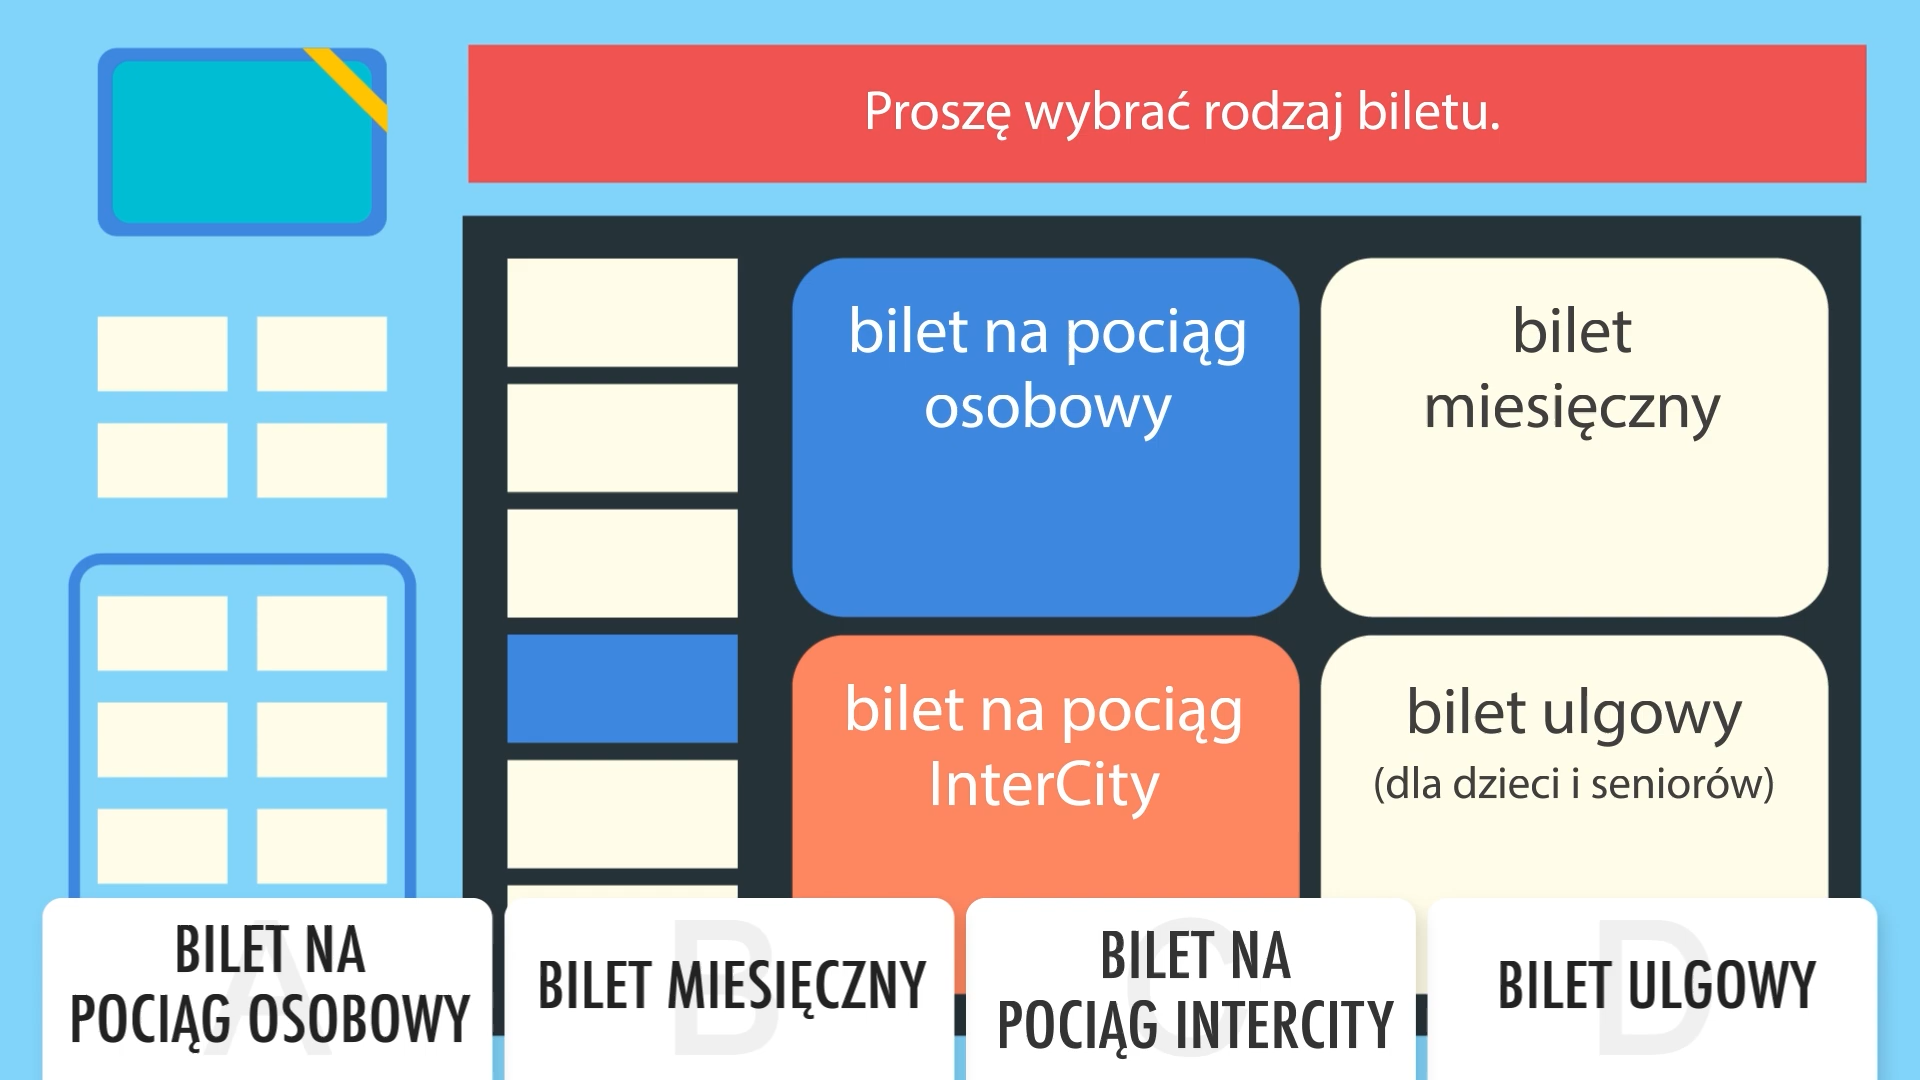 Proszę wybrać rodzaj biletu.
bilet na pociąg
osobowy
bilet
miesięczny
bilet na pociąg
InterCity
bilet ulgowy
(dla dzieci i seniorów)
A
BILET NA
POCIĄG OSOBOWY
B
BILET MIESIĘCZNY
C
BILET NA
POCIĄG INTERCITY
D
BILET ULGOWY